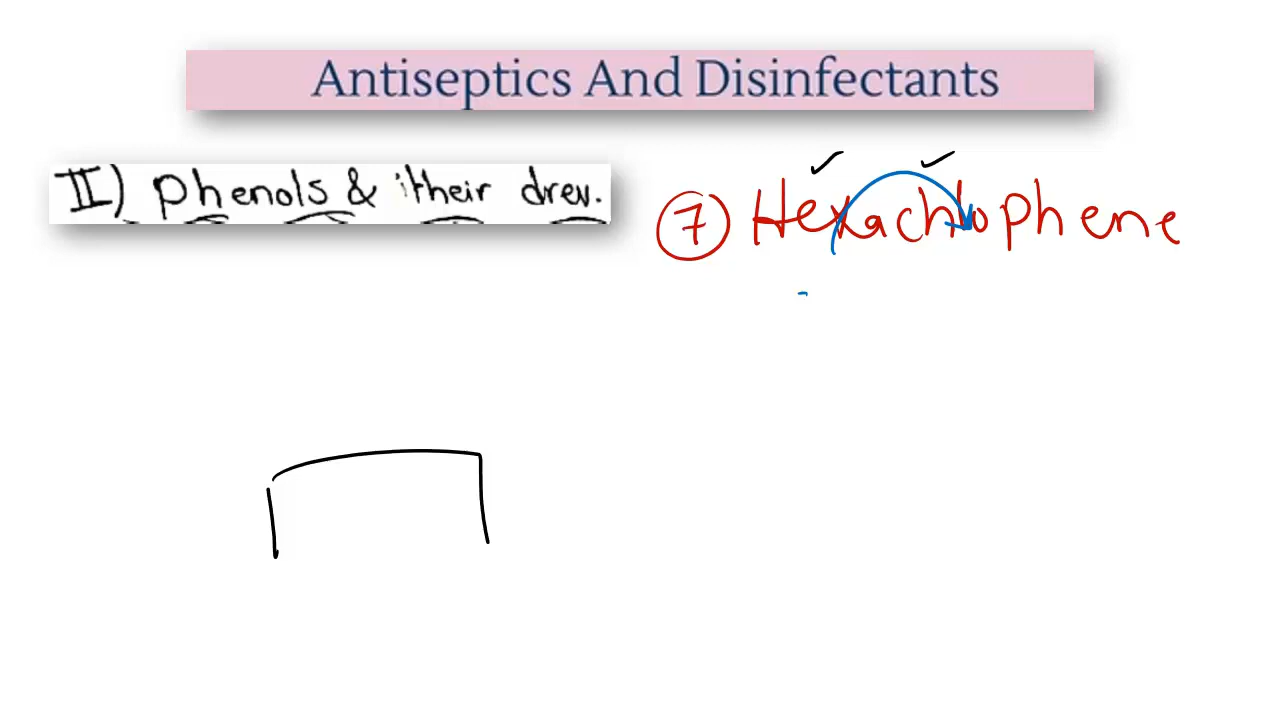 Antiseptics And Disinfectants
II) phenols & their drev.
7 Hexachlophene